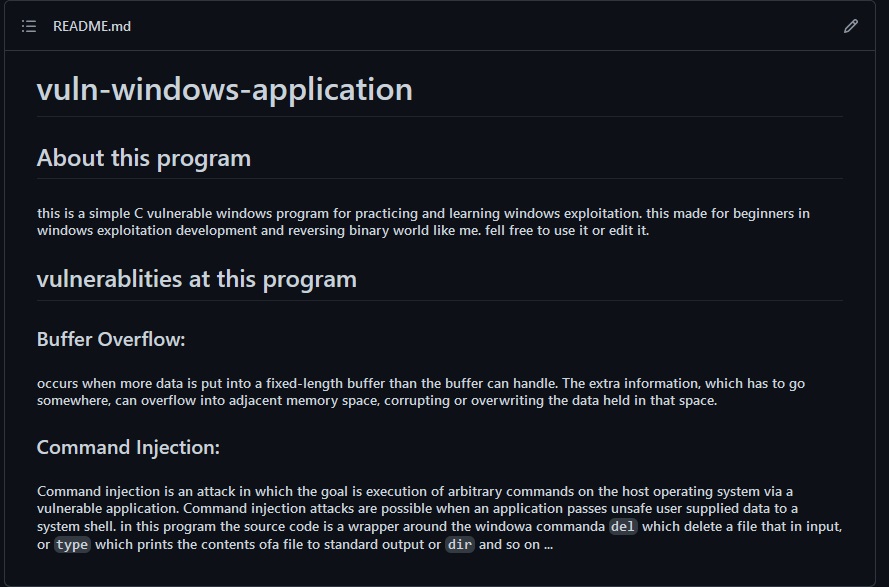 README.md
vuln-windows-application
About this program
this is a simple C vulnerable windows program for practicing and learning windows exploitation. this made for beginners in
windows exploitation development and reversing binary world like me. fell free to use it or edit it.
vulnerablities at this program
Buffer Overflow:
occurs when more data is put into a fixed-length buffer than the buffer can handle. The extra information, which has to go
somewhere, can overflow into adjacent memory space, corrupting or overwriting the data held in that space.
Command Injection:
Command injection is an attack in which the goal is execution of arbitrary commands on the host operating system via a
vulnerable application. Command injection attacks are possible when an application passes unsafe user supplied data to a
system shell. in this program the source code is a wrapper around the windowa commanda del which delete a file that in input,
or type which prints the contents ofa file to standard output or dir and so on ...